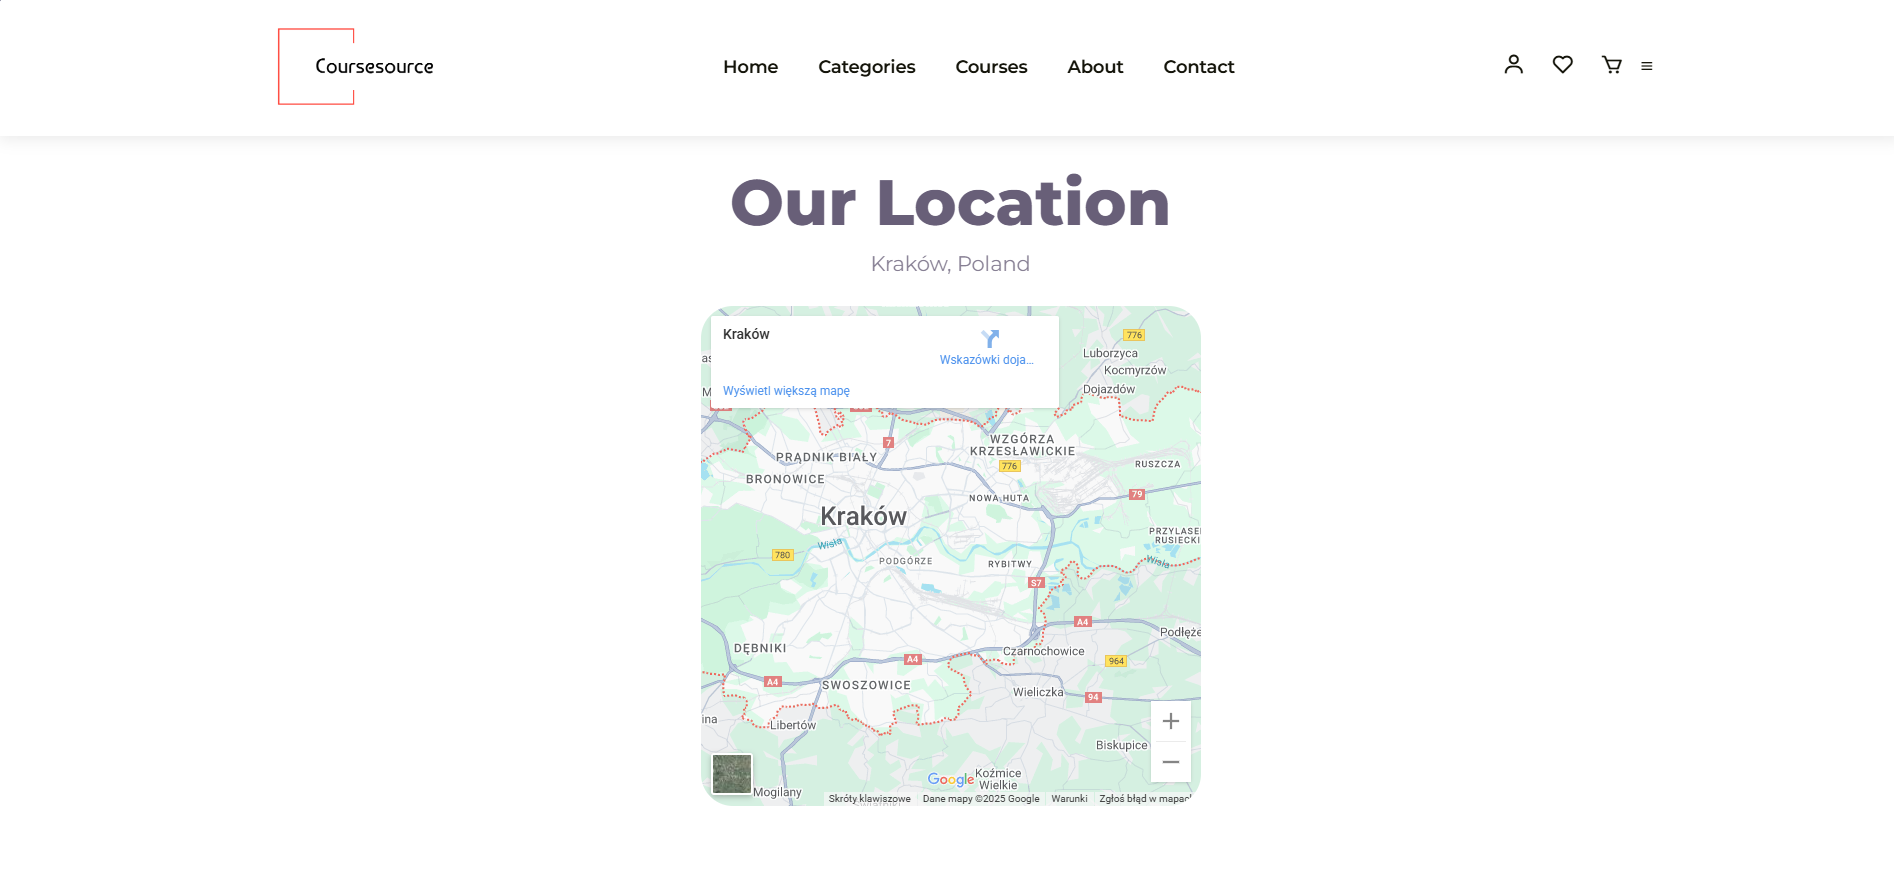 Coursesource
Home Categories Courses About Contact
Our Location
Kraków, Poland
Kraków
Wskazówki doja...
Wyświetl większą mapę
776
Luborzyca
Kocmyrzów
Dojazdów
7
WZGÓRZA
KRZESŁAWICKIE
PRĄDNIK BIAŁY
776
RUSZCZA
BRONOWICE
NOWA HUTA
79
Kraków
PRZYLASEK
RUSIECKI
Wisła
780
PODGÓRZE
RYBITWY
Wisła
S7
A4
Podłęże
DĘBNIKI
Czarnochowice
A4
964
A4
SWOSZOWICE
Wieliczka
94
ina
Libertów
Biskupice
Google
Koźmice
Wielkie
Mogilany
Skróty klawiszowe Dane mapy ©2025 Google Warunki Zgłoś błąd w mapach